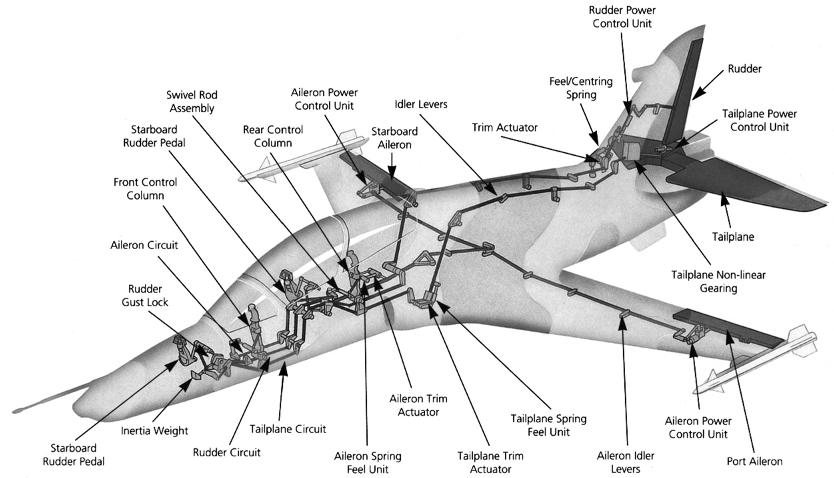 Rudder Power
Control Unit
Rudder
Feel/Centring
Spring
Swivel Rod
Assembly
Aileron Power
Control Unit
Idler Levers
Tailplane Power
Control Unit
Starboard
Rudder Pedal
Rear Control
Column
Starboard
Aileron
Trim Actuator
Front Control
Column
Tailplane
Aileron Circuit
Tailplane Non-linear
Gearing
Rudder
Gust Lock
Aileron Trim
Actuator
Inertia Weight
Tailplane Circuit
Tailplane Spring
Feel Unit
Aileron Power
Control Unit
Starboard
Rudder Pedal
Rudder Circuit
Aileron Spring
Feel Unit
Tailplane Trim
Actuator
Aileron Idler
Levers
Port Aileron